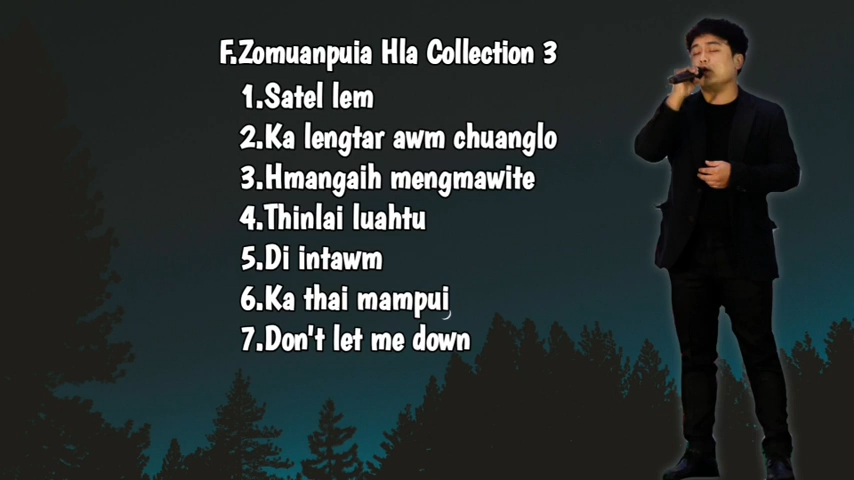 F.Zomuanpuia Hla Collection 3
1.Satel lem
2.Ka lengtar awm chuanglo
3.Hmangaih mengmawite
4.Thinlai luahtu
5.Di intawm
6.Ka thai mampui
7.Don't let me down